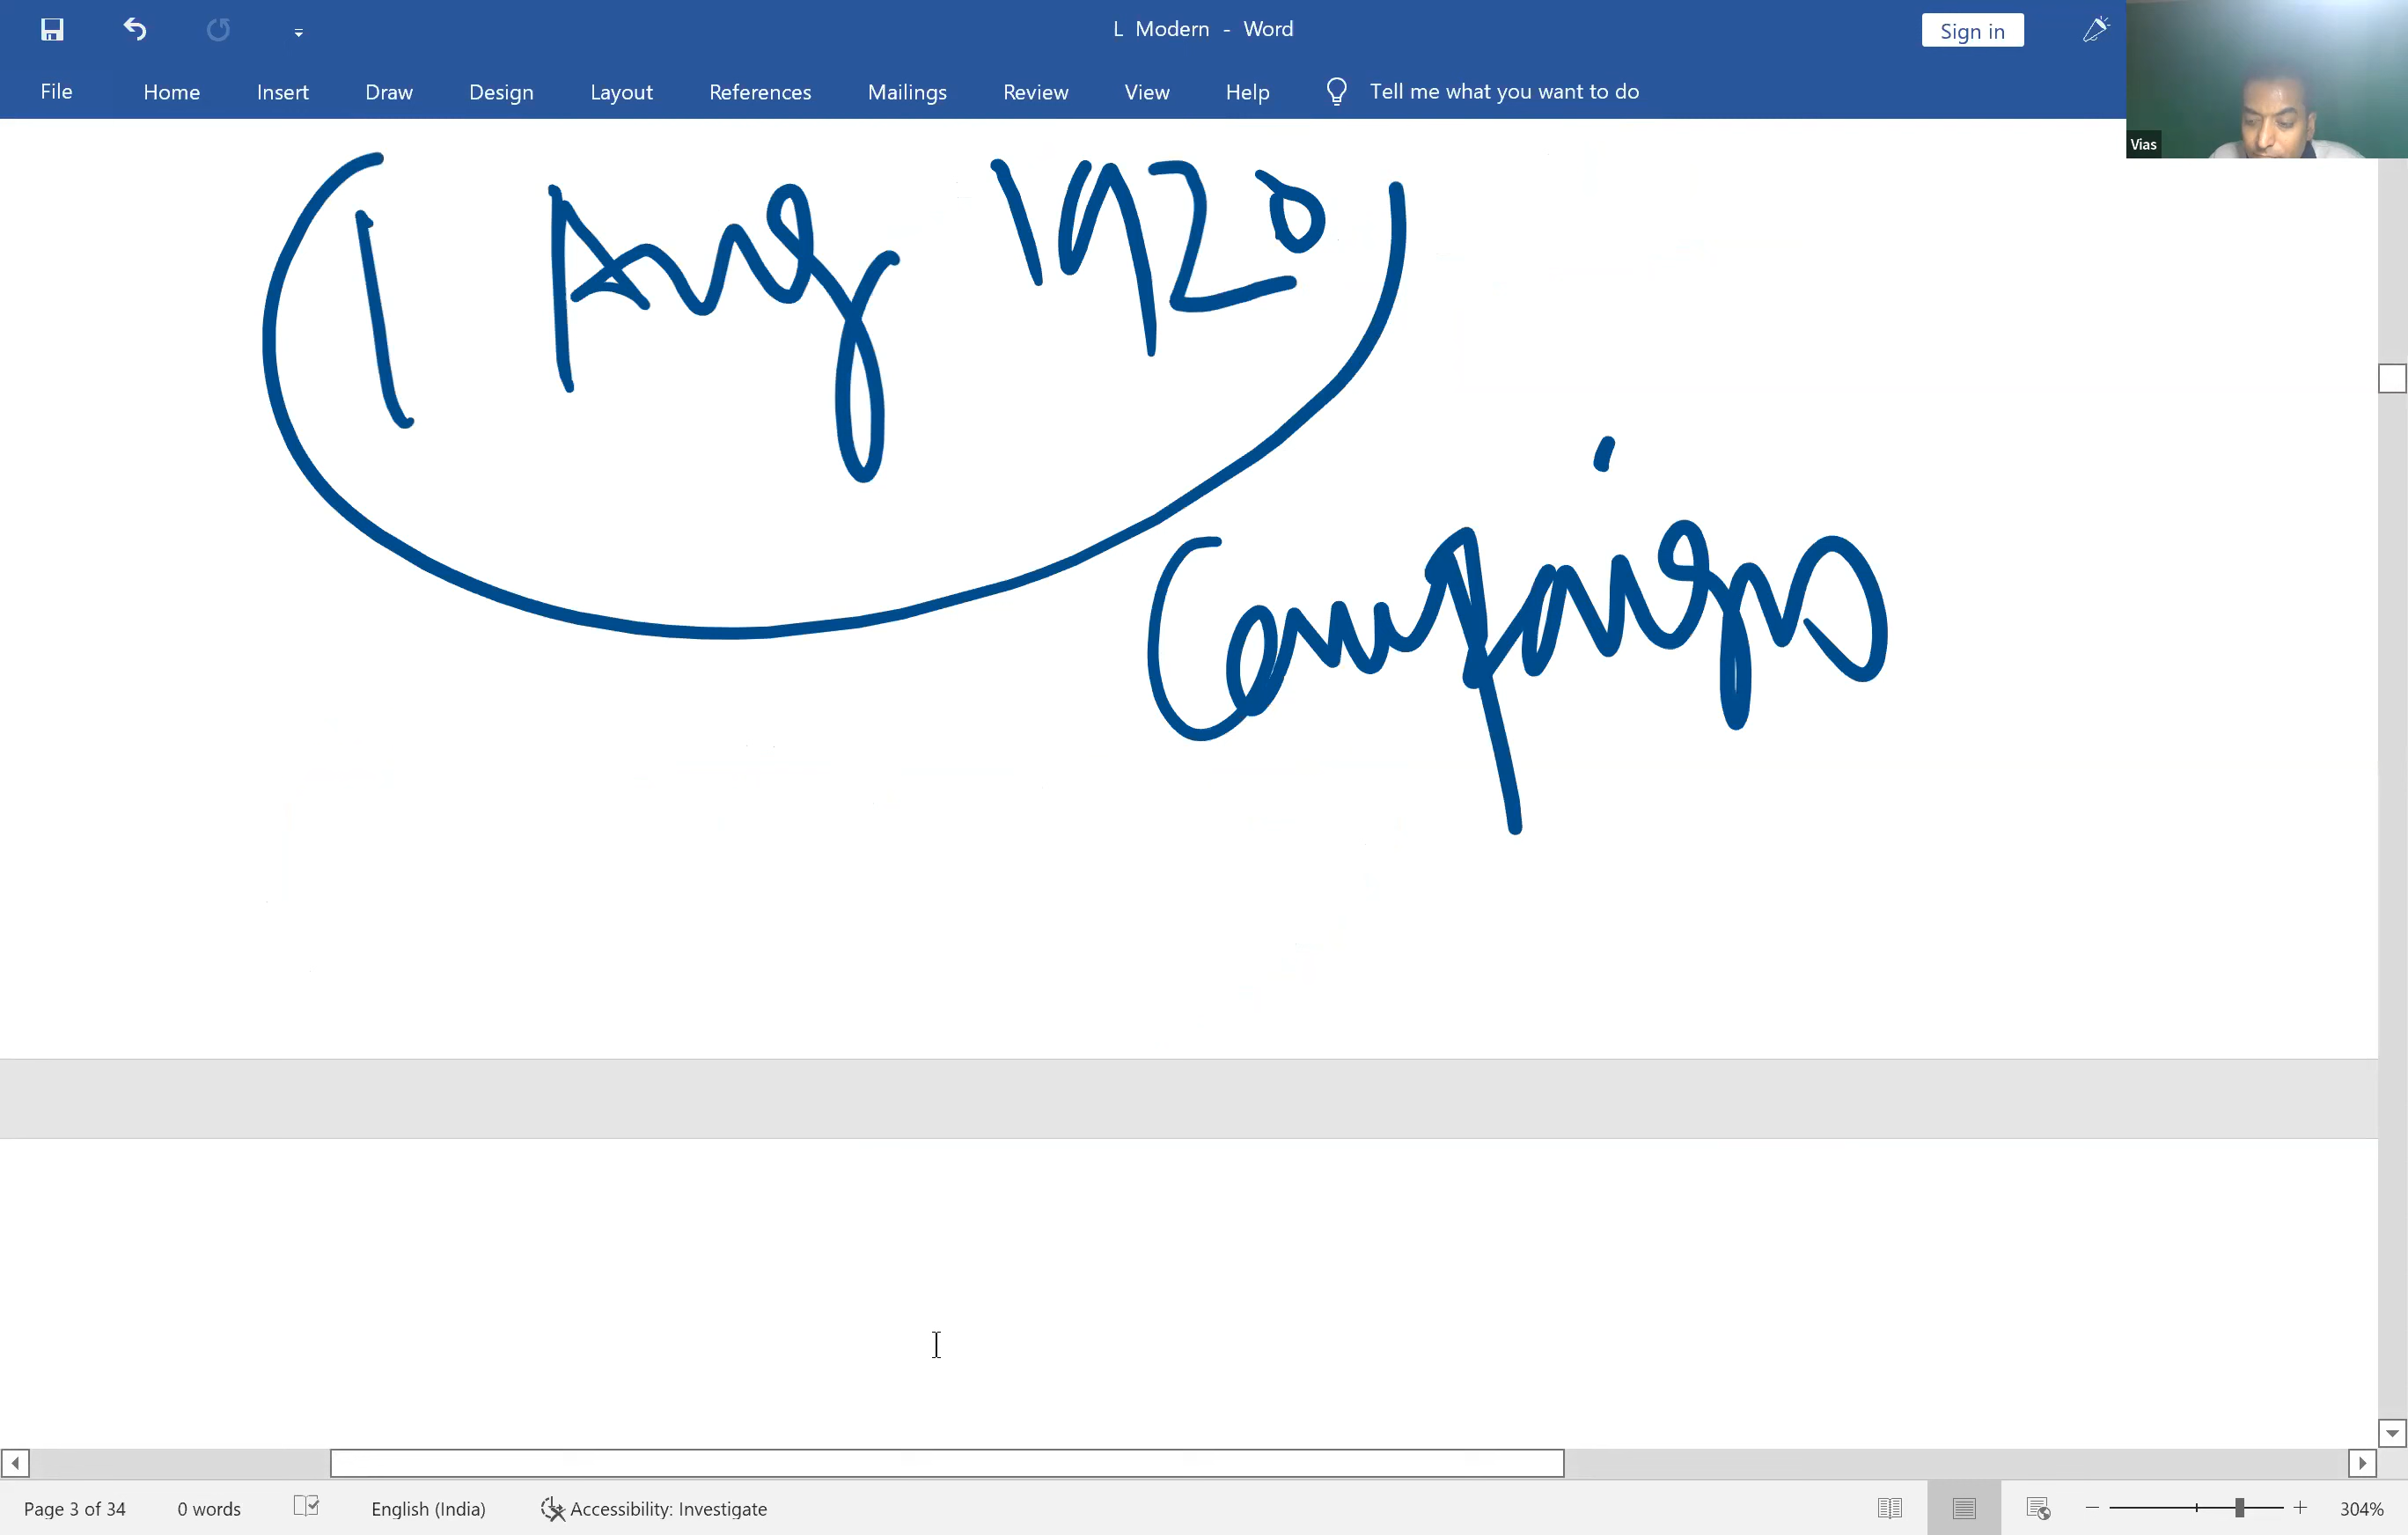 L Modern - Word
Sign in
File Home Insert Draw Design Layout References Mailings Review View Help Tell me what you want to do
Vias
1 Aug 1920
Campaign
Page 3 of 34 0 words English (India) Accessibility: Investigate 304%